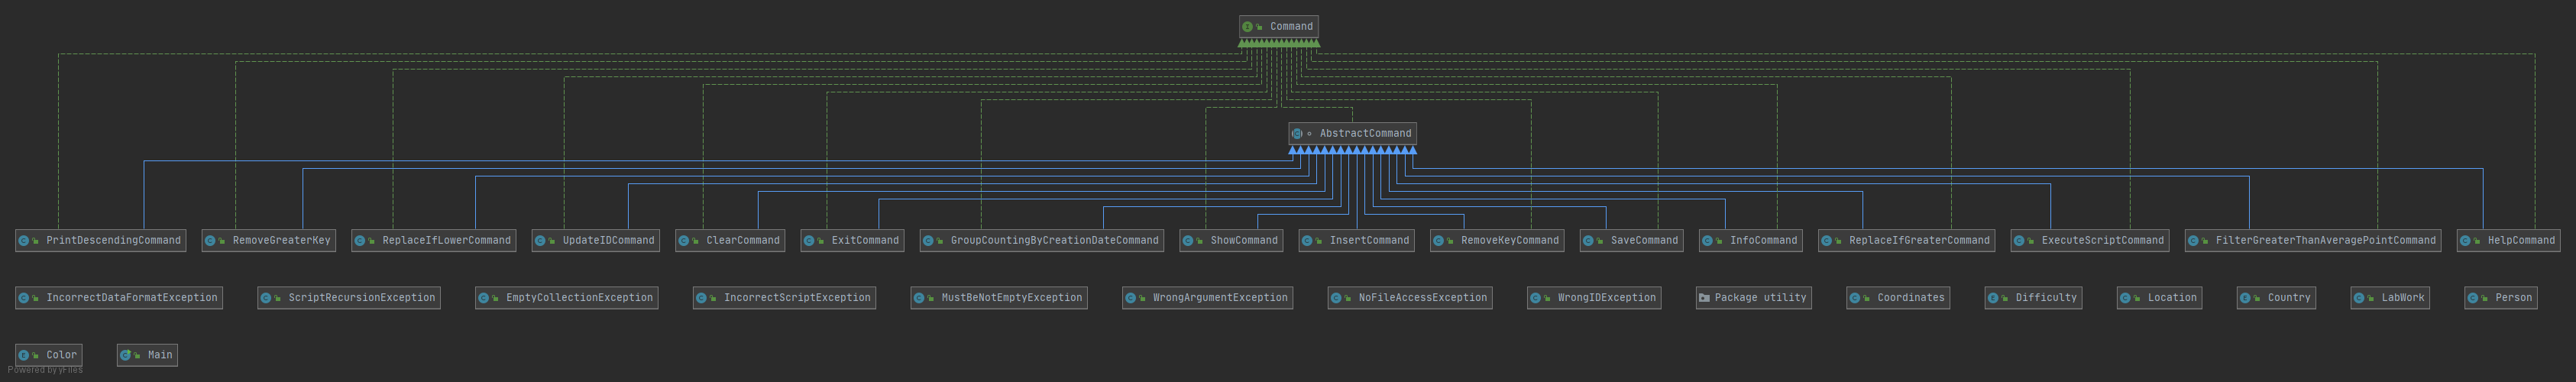 Command
AbstractCommand
PrintDescendingCommand RemoveGreaterKey ReplaceIfLowerCommand UpdateIDCommand ClearCommand ExitCommand GroupCountingByCreationDateCommand ShowCommand InsertCommand RemoveKeyCommand SaveCommand InfoCommand ReplaceIfGreaterCommand ExecuteScriptCommand FilterGreaterThanAveragePointCommand HelpCommand
IncorrectDataFormatException ScriptRecursionException EmptyCollectionException IncorrectScriptException MustBeNotEmptyException WrongArgumentException NoFileAccessException WrongIDException Package utility Coordinates Difficulty Location Country LabWork Person
Color Main
Powered by yFiles